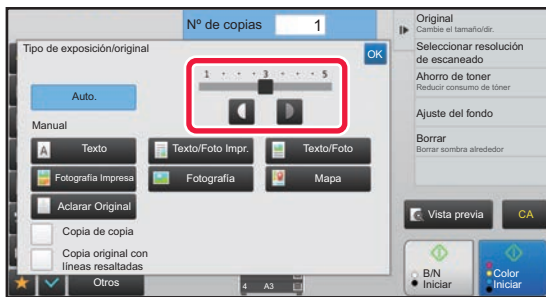 Nº de copias 1
Tipo de exposición/original
OK
1 · · · 3 · · · 5
Auto.
Manual
A Texto
Texto/Foto Impr.
Texto/Foto
Fotografía Impresa
Fotografía
Mapa
Aclarar Original
Copia de copia
Copia original con
líneas resaltadas
Otros
4 A3
Original
Cambie el tamaño/dir.
Seleccionar resolución
de escaneado
Ahorro de toner
Reducir consumo de tóner
Ajuste del fondo
Borrar
Borrar sombra alrededor
Vista previa
CA
B/N
Iniciar
Color
Iniciar